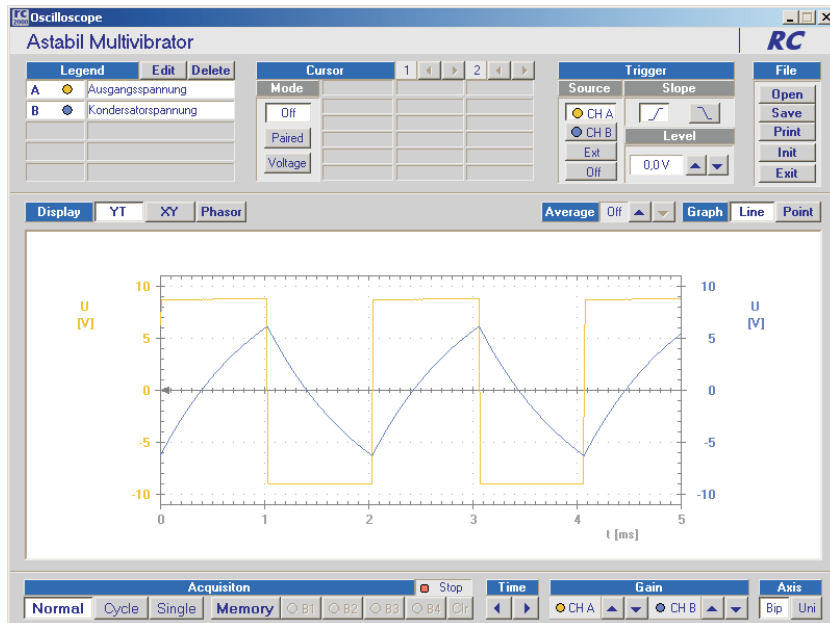 rc 2000 Oscilloscope
Astabil Multivibrator RC
Legend Edit Delete
A Ausgangsspannung
B Kondersatorspannung
Cursor 1 2
Mode
Off
Paired
Voltage
Trigger
Source Slope
CH A
CH B
Ext
Off
Level
0,0 V
File
Open
Save
Print
Init
Exit
Display YT XY Phasor
Average Off Graph Line Point
U
[V]
10
5
0
-5
-10
0 1 2 3 4 5
t [ms]
U
[V]
10
5
0
-5
-10
Acquisiton Stop
Normal Cycle Single Memory B1 B2 B3 B4 Clr
Time
Gain
CH A CH B
Axis
Bip Uni